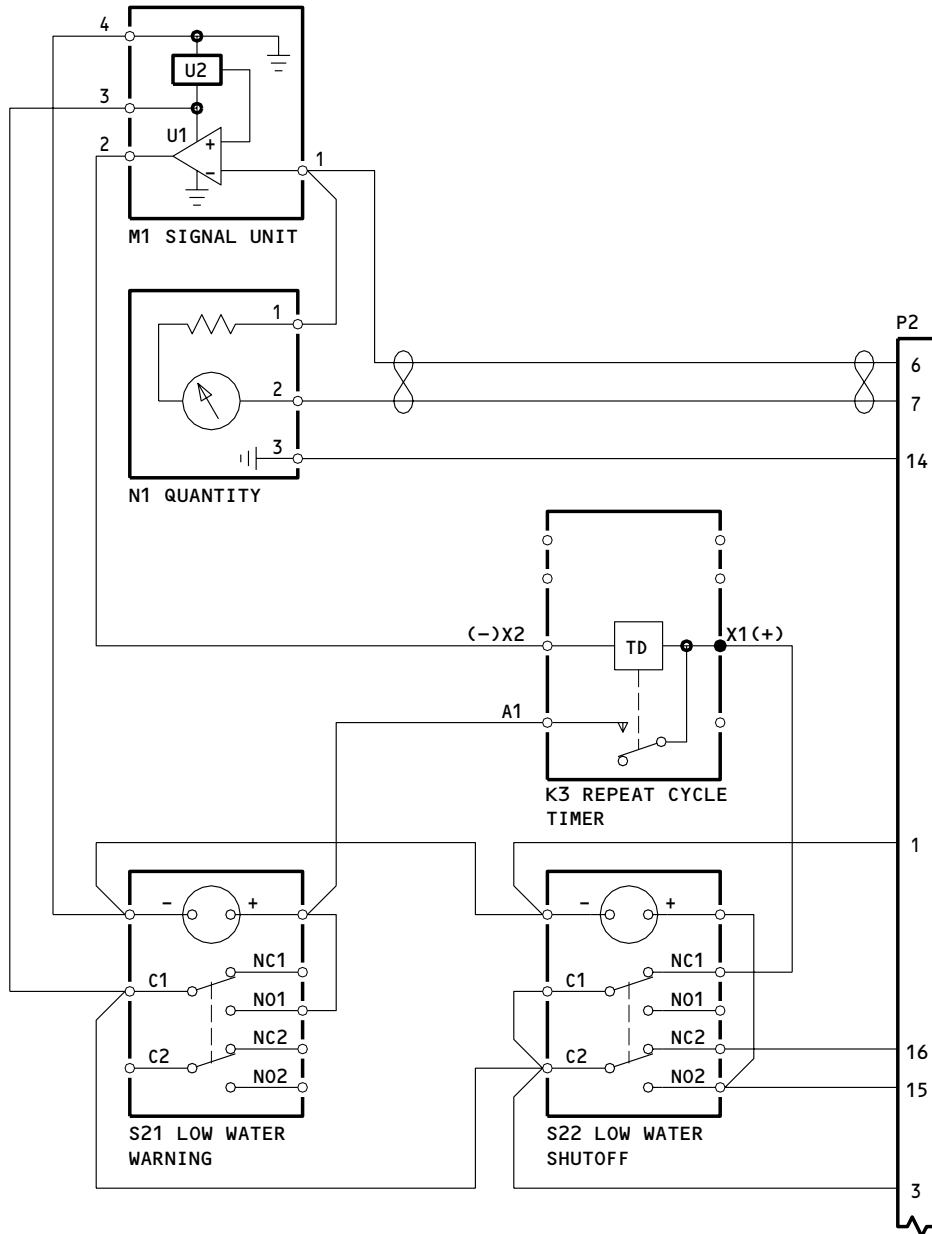 4
U2
3
U1
+
2
1
-
M1 SIGNAL UNIT
1
P2
6
2
7
3
14
N1 QUANTITY
(-)X2
TD
X1(+)
A1
K3 REPEAT CYCLE
TIMER
1
- +
- +
NC1
C1
NO1
NC2
C2
NO2
NC1
C1
NO1
NC2
C2
NO2
16
15
S21 LOW WATER
WARNING
S22 LOW WATER
SHUTOFF
3